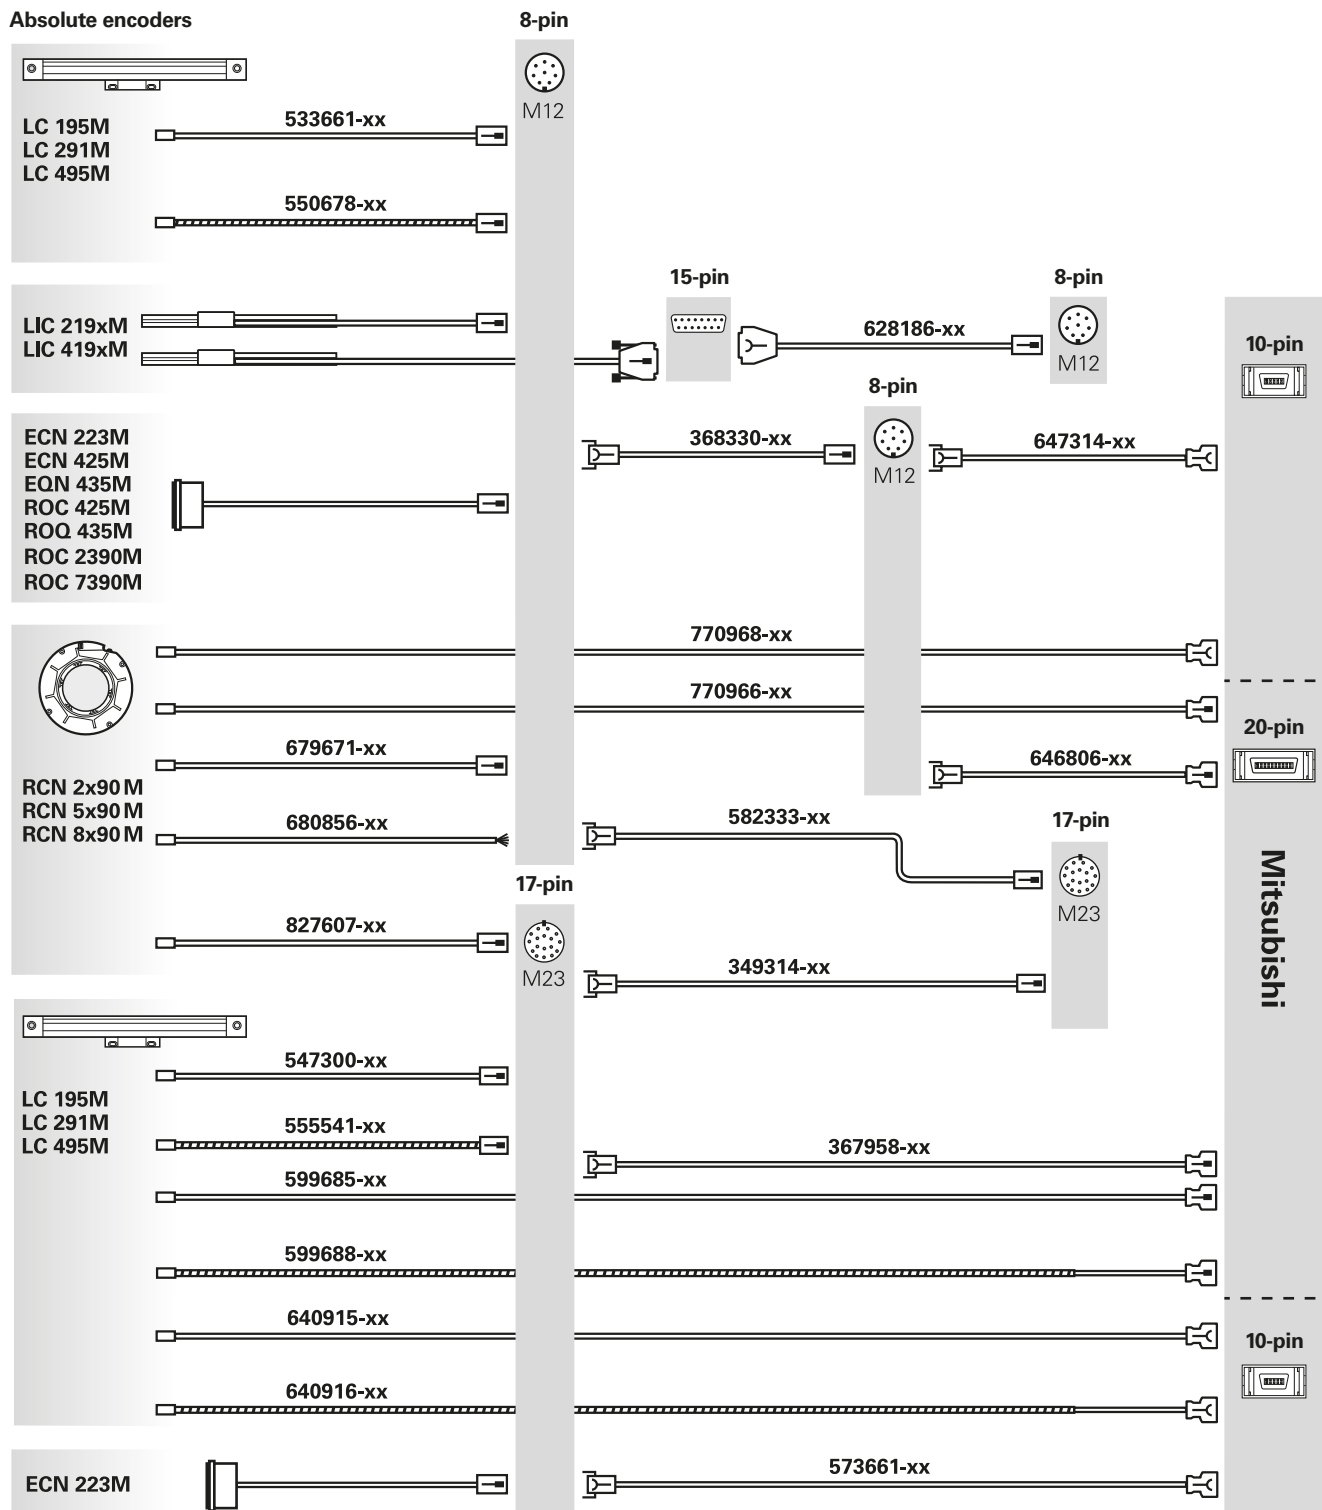 Absolute encoders
8-pin
M12
LC 195M
LC 291M
LC 495M
533661-xx
550678-xx
15-pin
8-pin
LIC 219xM
LIC 419xM
628186-xx
M12
10-pin
8-pin
M12
ECN 223M
ECN 425M
EQN 435M
ROC 425M
ROQ 435M
ROC 2390M
ROC 7390M
368330-xx
647314-xx
770968-xx
770966-xx
20-pin
679671-xx
646806-xx
RCN 2x90 M
RCN 5x90 M
RCN 8x90 M
680856-xx
582333-xx
17-pin
M23
Mitsubishi
17-pin
M23
827607-xx
349314-xx
547300-xx
LC 195M
LC 291M
LC 495M
555541-xx
367958-xx
599685-xx
599688-xx
640915-xx
10-pin
640916-xx
ECN 223M
573661-xx